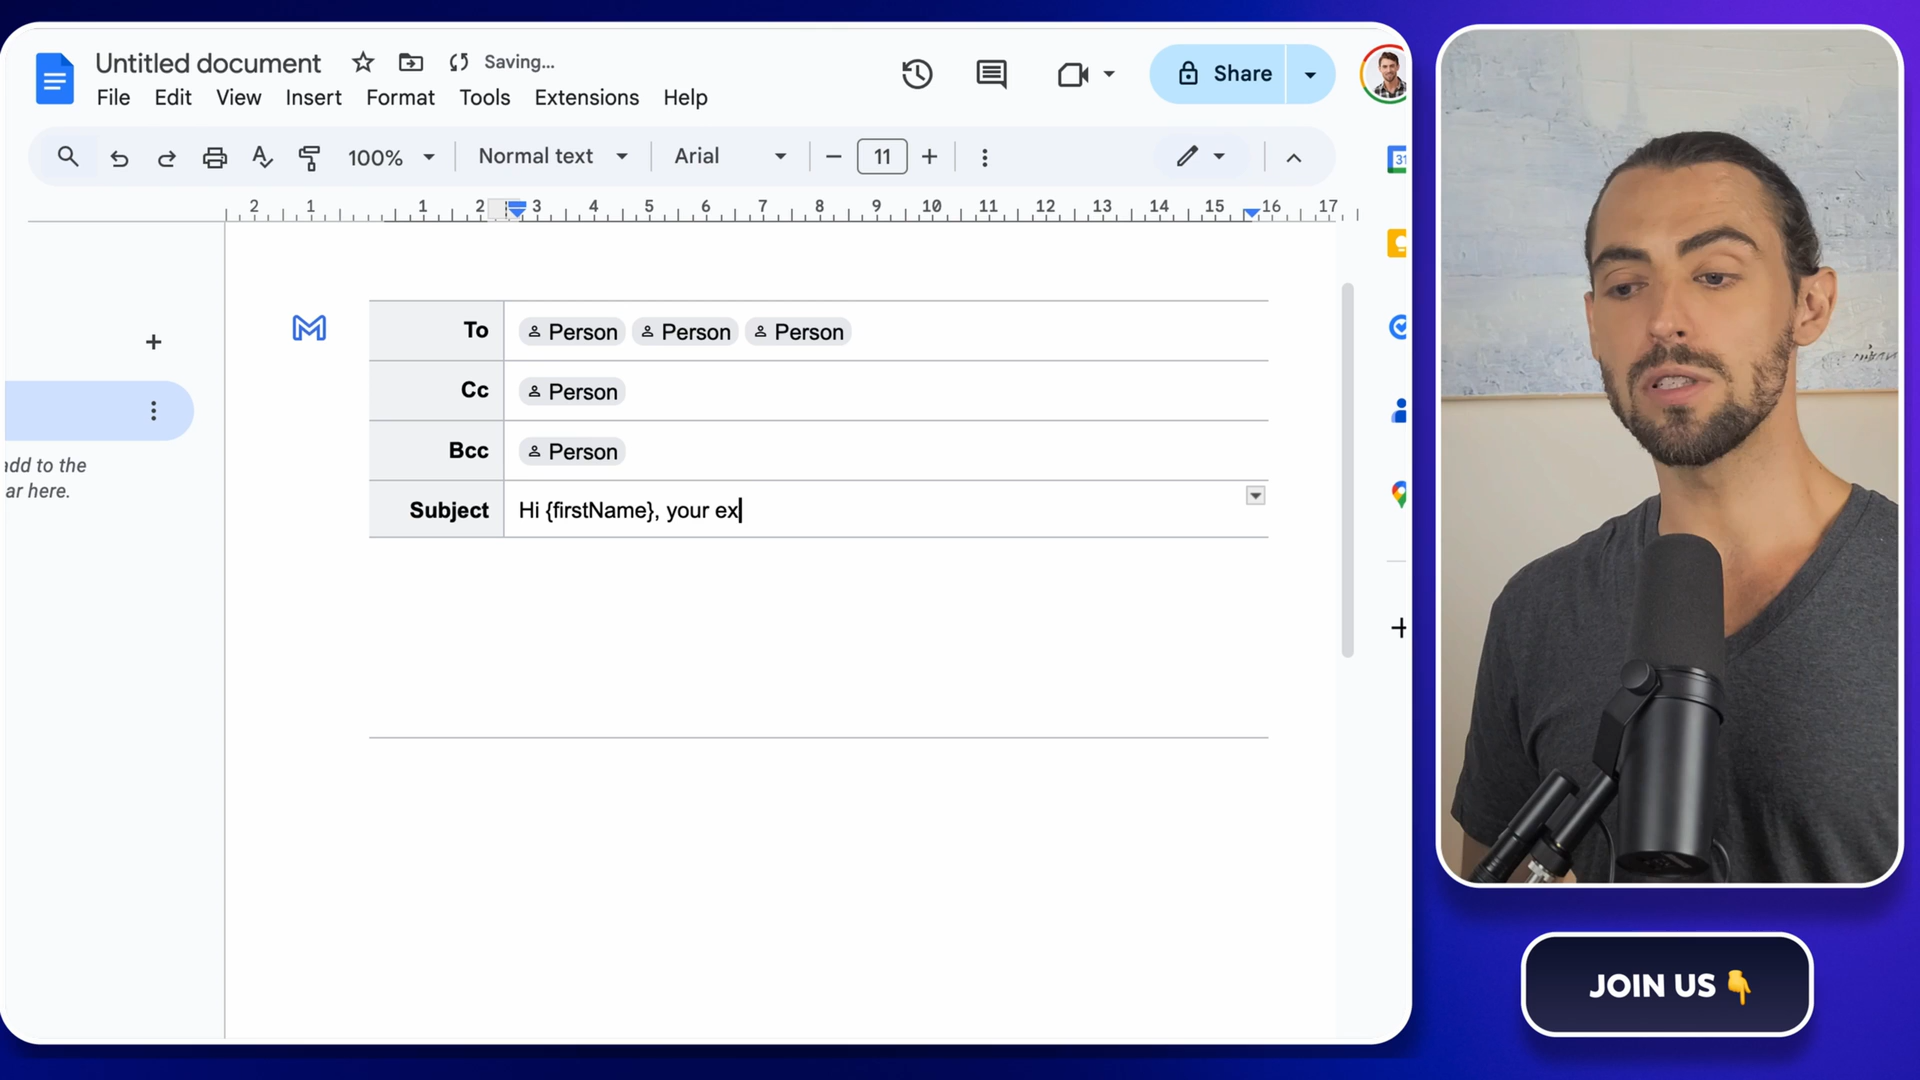 Untitled document Saving...
File Edit View Insert Format Tools Extensions Help
Share
100% Normal text Arial 11
2 1 1 2 3 4 5 6 7 8 9 10 11 12 13 14 15 16 17
31
To Person Person Person
Cc Person
Bcc Person
Subject Hi {firstName}, your ex
add to the
ar here.
JOIN US